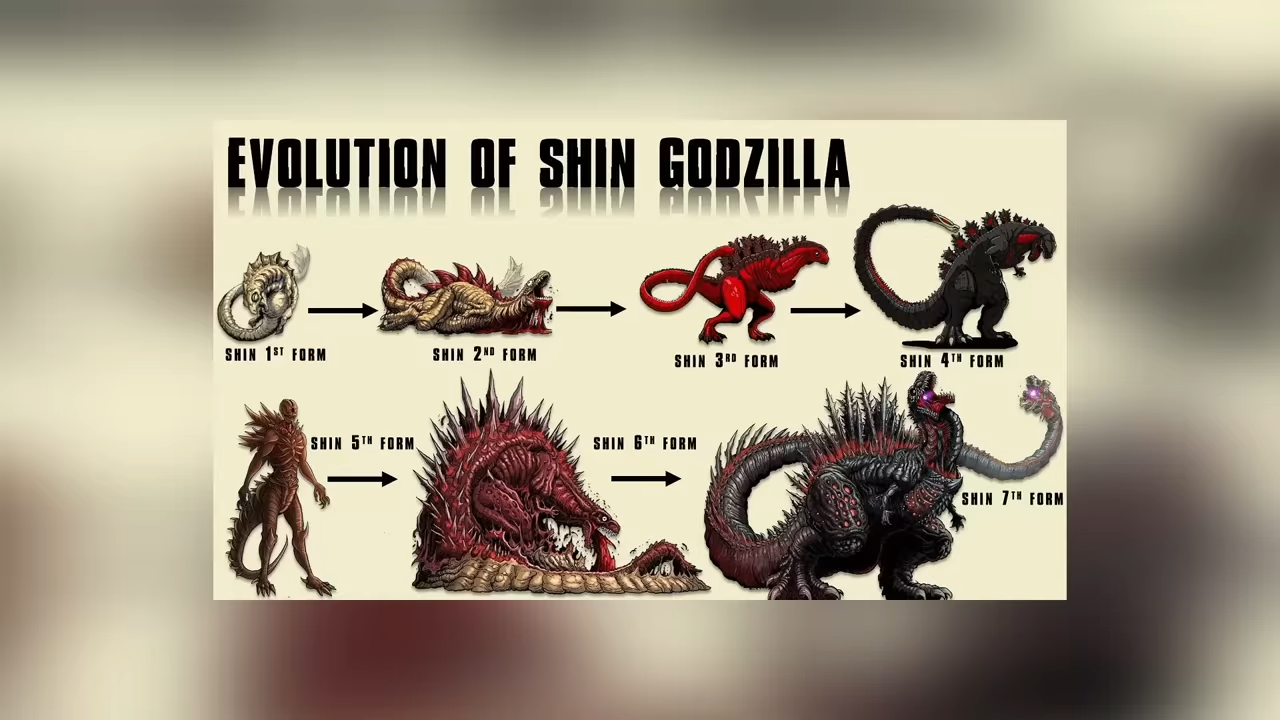 EVOLUTION OF SHIN GODZILLA
SHIN 1ST FORM
SHIN 2ND FORM
SHIN 3RD FORM
SHIN 4TH FORM
SHIN 5TH FORM
SHIN 6TH FORM
SHIN 7TH FORM